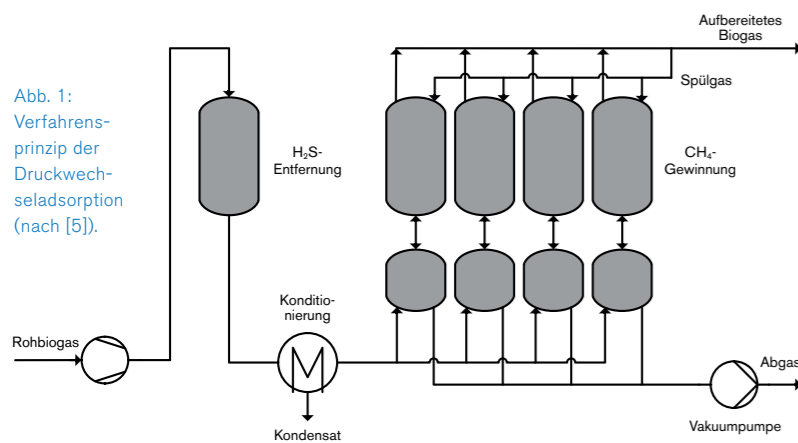 Aufbereitetes
Biogas
Spülgas
Abb. 1:
Verfahrens-
prinzip der
Druckwech-
seladsorption
(nach [5]).
H₂S-
Entfernung
CH₄-
Gewinnung
Konditio-
nierung
Rohbiogas
Abgas
Kondensat
Vakuumpumpe